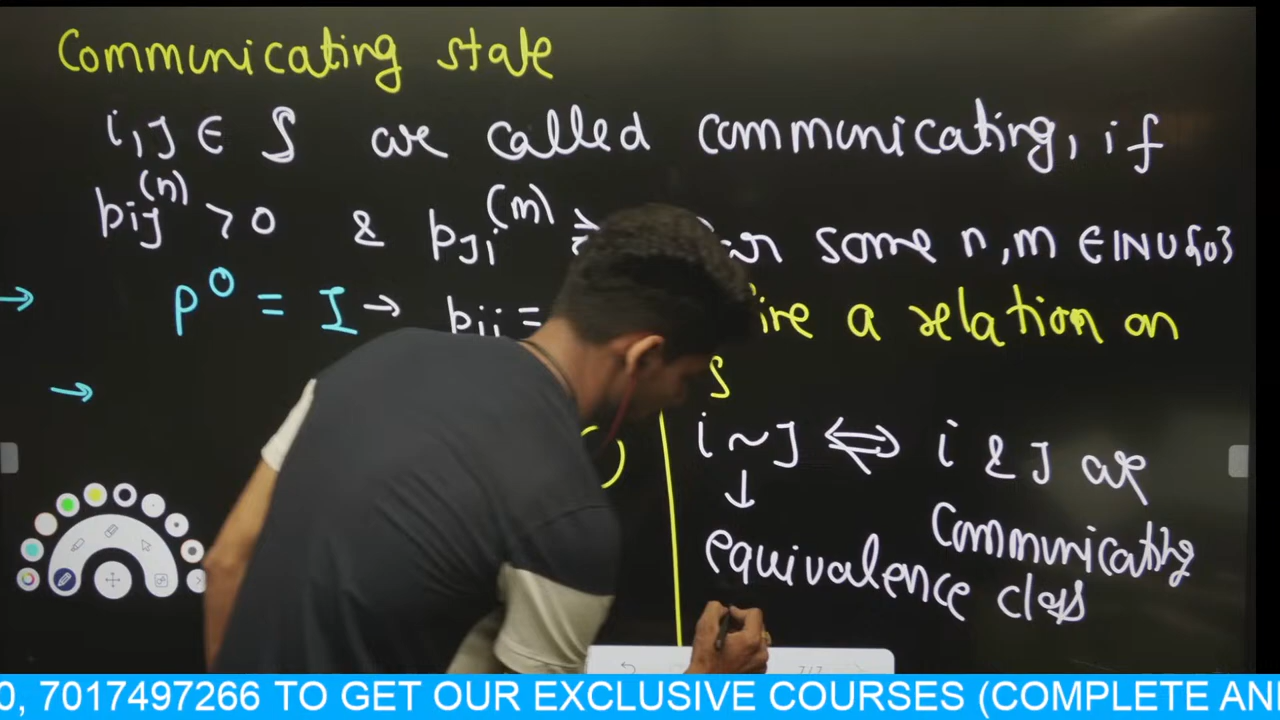 Communicating state
i, j ∈ S are called communicating, if
pij^(n) > 0 & pji^(m) some n, m ∈ IN U {0}
→ P^0 = I → pii =
a relation on
→ S
i ~ j ⟺ i & j are
↓ communicating
equivalence class
0, 7017497266 TO GET OUR EXCLUSIVE COURSES (COMPLETE AN